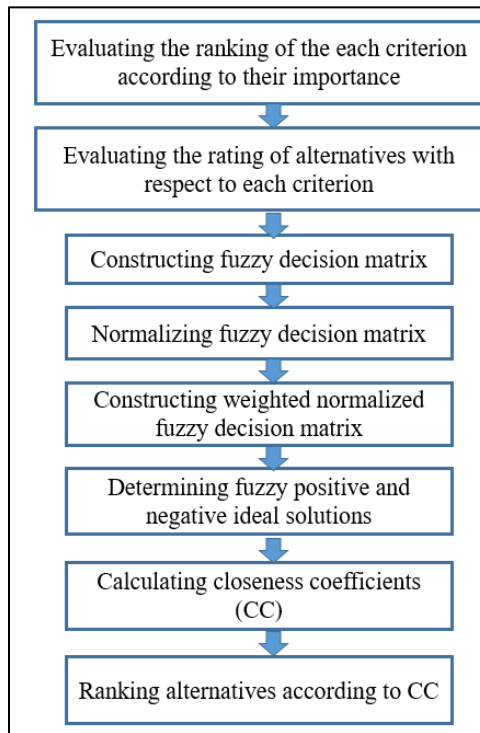 Evaluating the ranking of the each criterion
according to their importance
Evaluating the rating of alternatives with
respect to each criterion
Constructing fuzzy decision matrix
Normalizing fuzzy decision matrix
Constructing weighted normalized
fuzzy decision matrix
Determining fuzzy positive and
negative ideal solutions
Calculating closeness coefficients
(CC)
Ranking alternatives according to CC